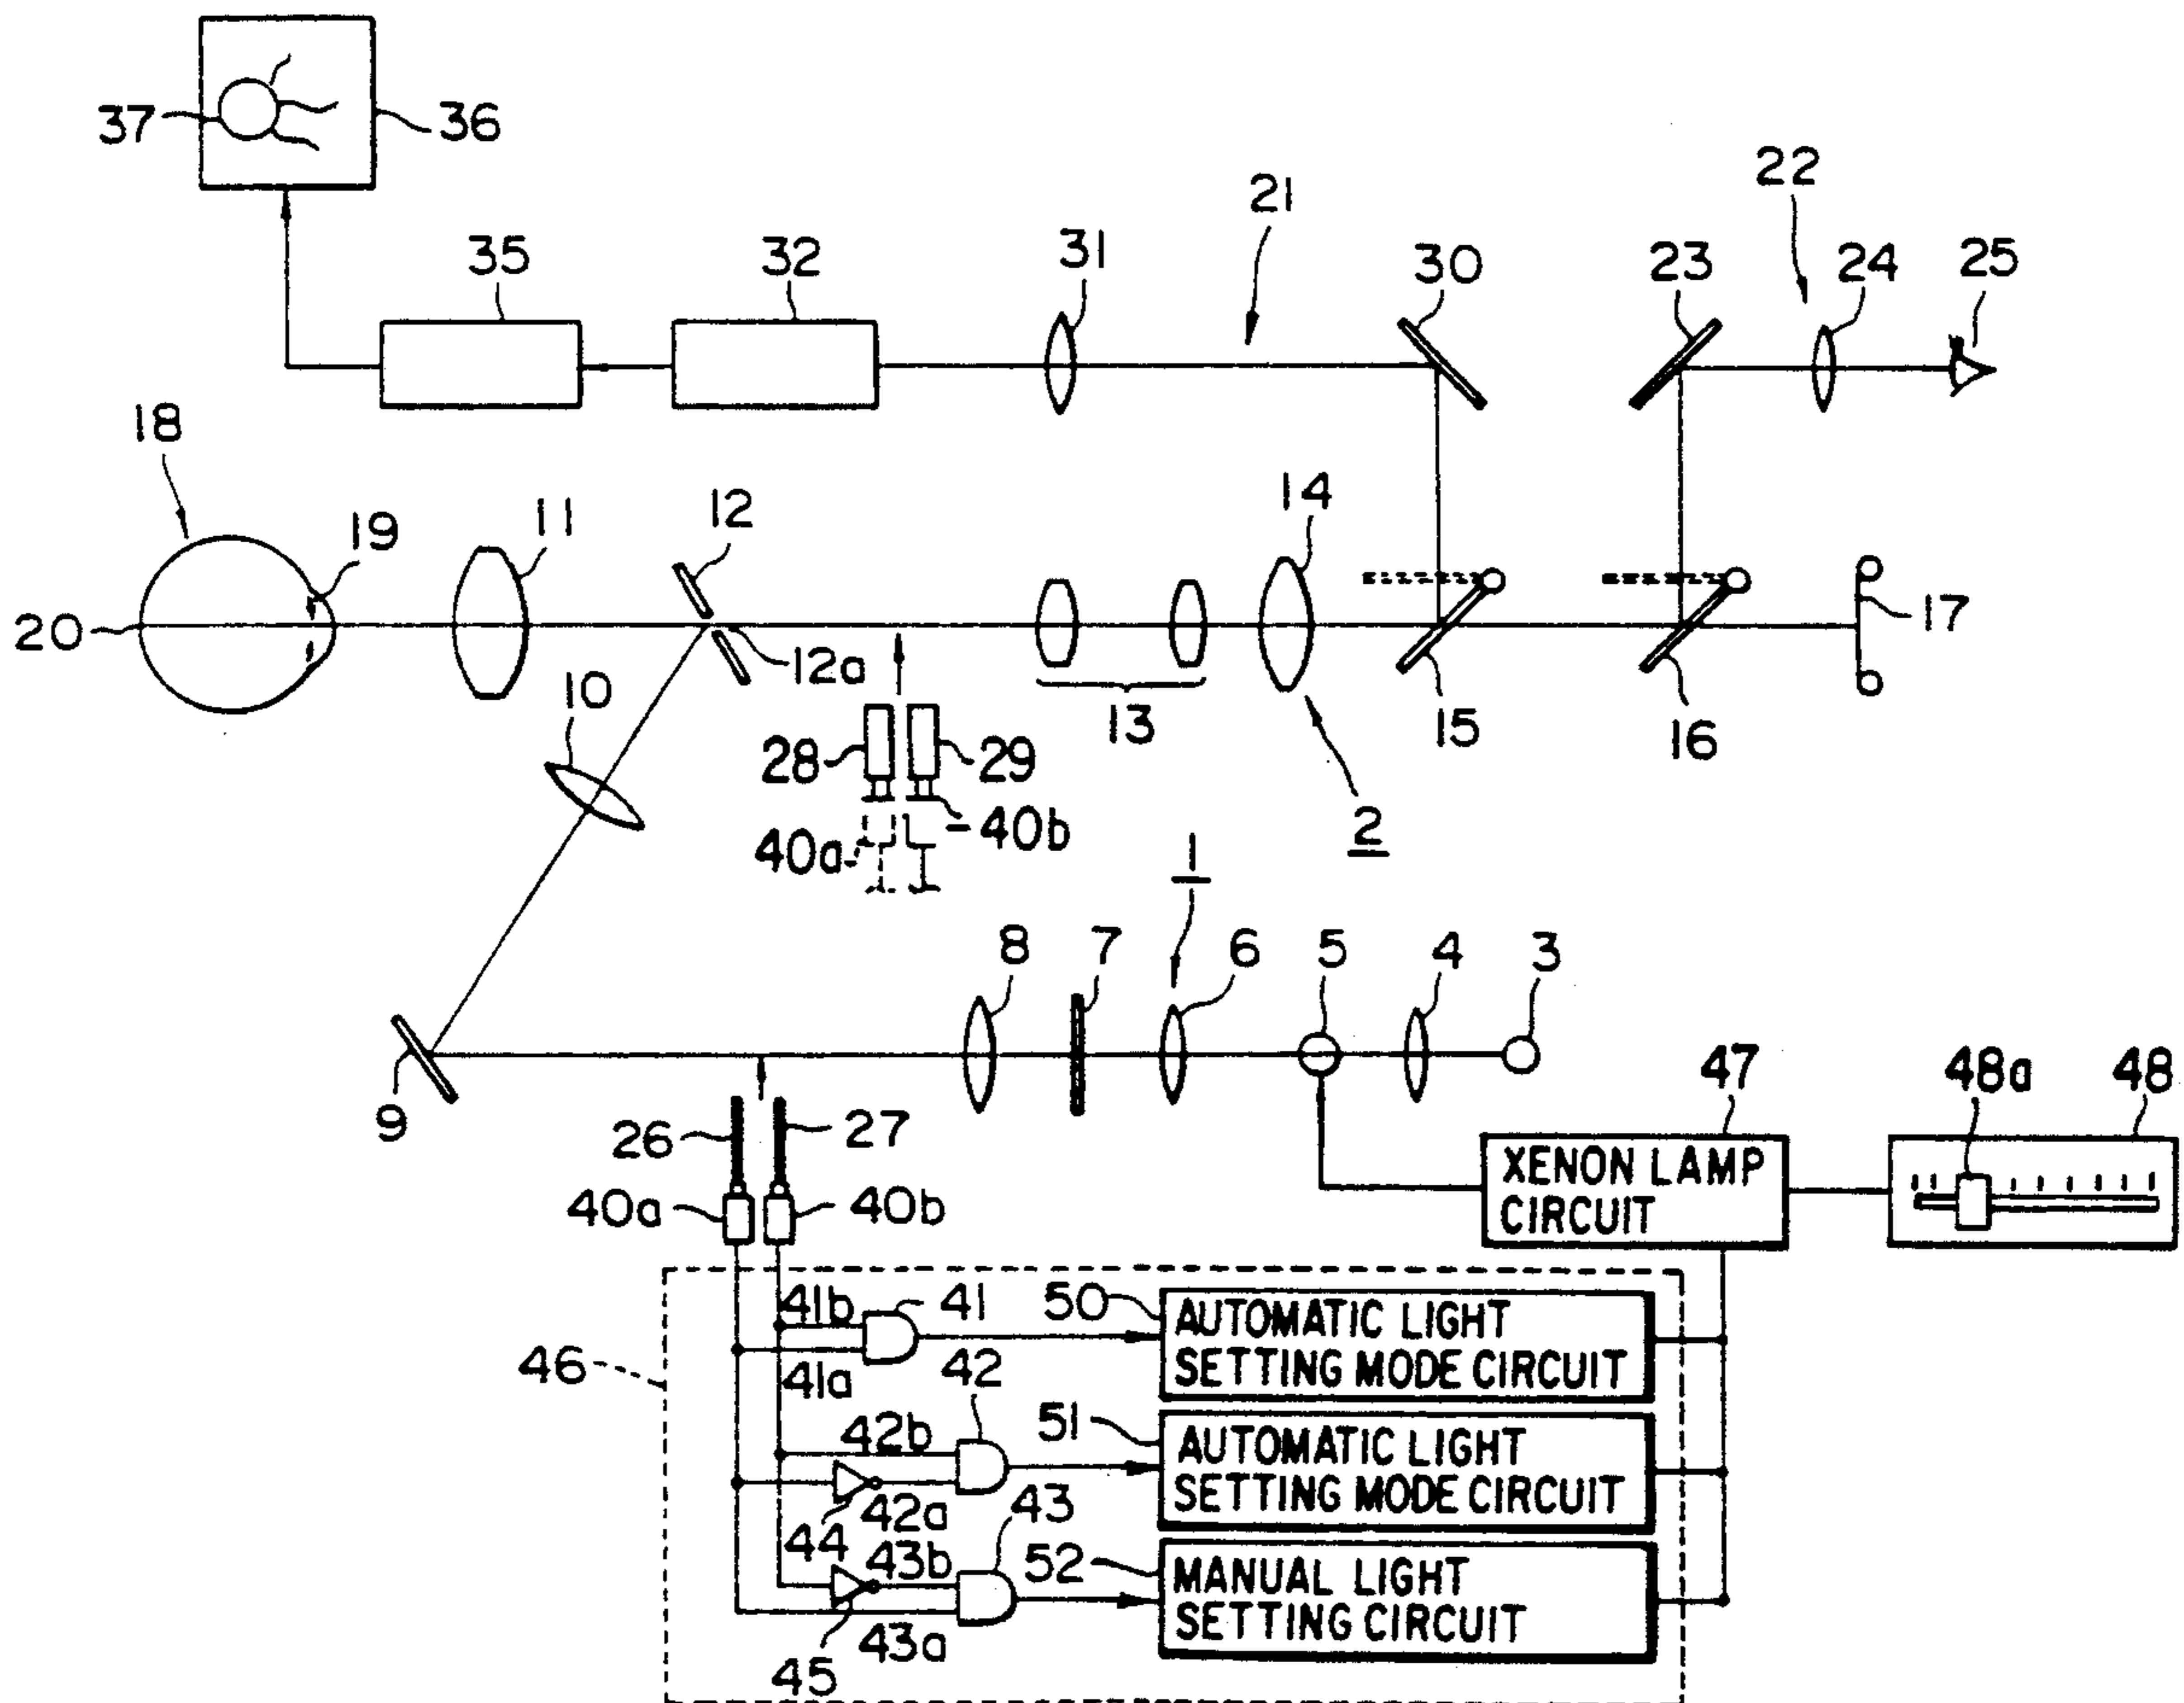 37
36
35
32
31
21
30
23
22
24
25
18
19
11
12
14
20
12a
17
10
28
29
13
15
16
40a
40b
2
1
8
7
6
5
4
3
9
26
27
47
48a
48
40a
40b
XENON LAMP
CIRCUIT
46
41b
41
50
AUTOMATIC LIGHT
SETTING MODE CIRCUIT
41a
42
42b
51
AUTOMATIC LIGHT
SETTING MODE CIRCUIT
44
42a
43
43b
52
MANUAL LIGHT
SETTING CIRCUIT
43a
45